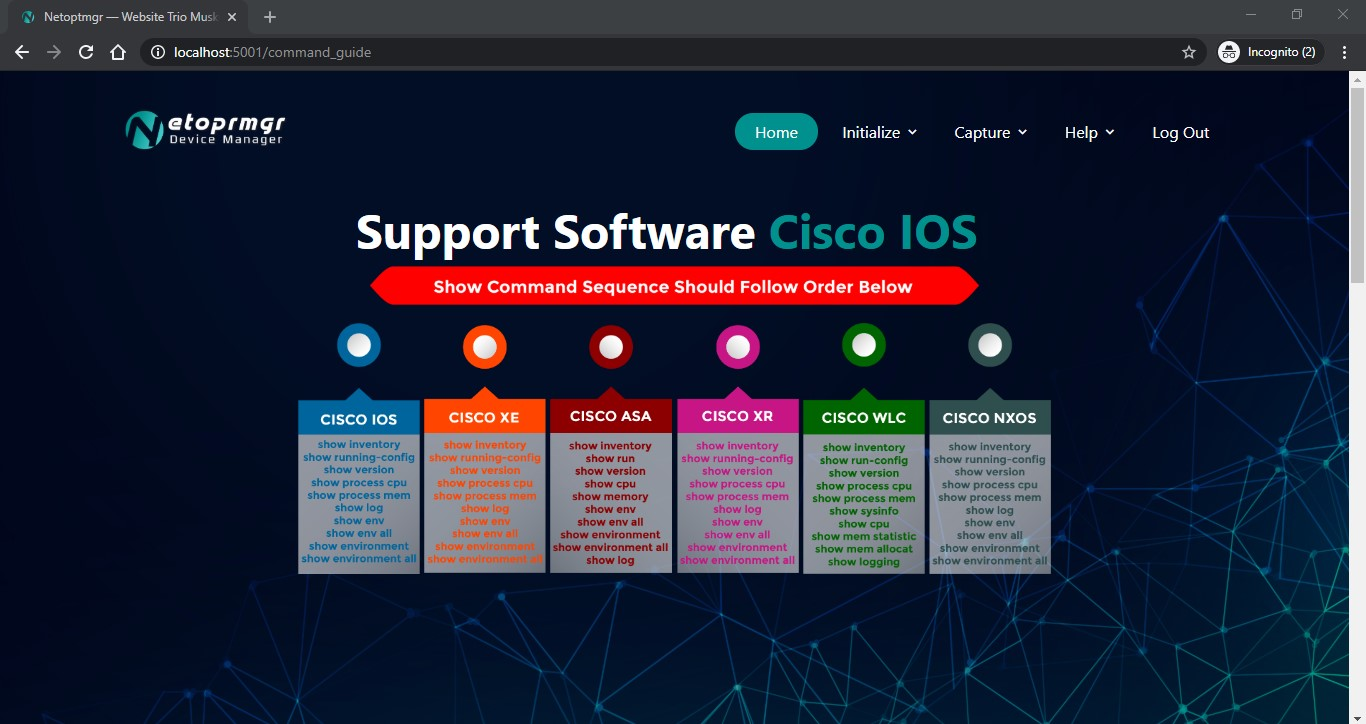 Netoptmgr — Website Trio Musk
localhost:5001/command_guide
Incognito (2)
etoprmgr
Device Manager
Home
Initialize
Capture
Help
Log Out
Support Software Cisco IOS
Show Command Sequence Should Follow Order Below
CISCO IOS
show inventory
show running-config
show version
show process cpu
show process mem
show log
show env
show env all
show environment
show environment all
CISCO XE
show inventory
show running-config
show version
show process cpu
show process mem
show log
show env
show env all
show environment
show environment all
CISCO ASA
show inventory
show run
show version
show cpu
show memory
show env
show env all
show environment
show environment all
show log
CISCO XR
show inventory
show running-config
show version
show process cpu
show process mem
show log
show env
show env all
show environment
show environment all
CISCO WLC
show inventory
show run-config
show version
show process cpu
show process mem
show sysinfo
show cpu
show mem statistic
show mem allocat
show logging
CISCO NXOS
show inventory
show running-config
show version
show process cpu
show process mem
show log
show env
show env all
show environment
show environment all